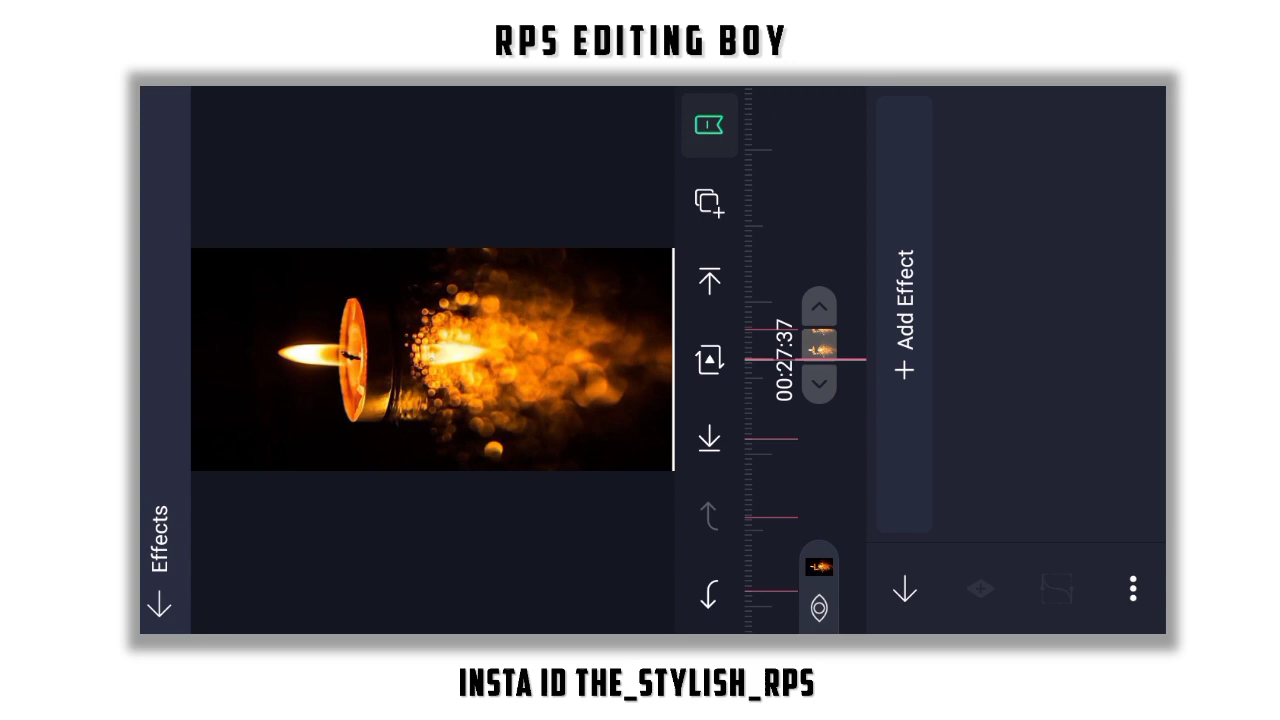 RPS EDITING BOY
Effects
00:27:37
+ Add Effect
INSTA ID THE_STYLISH_RPS